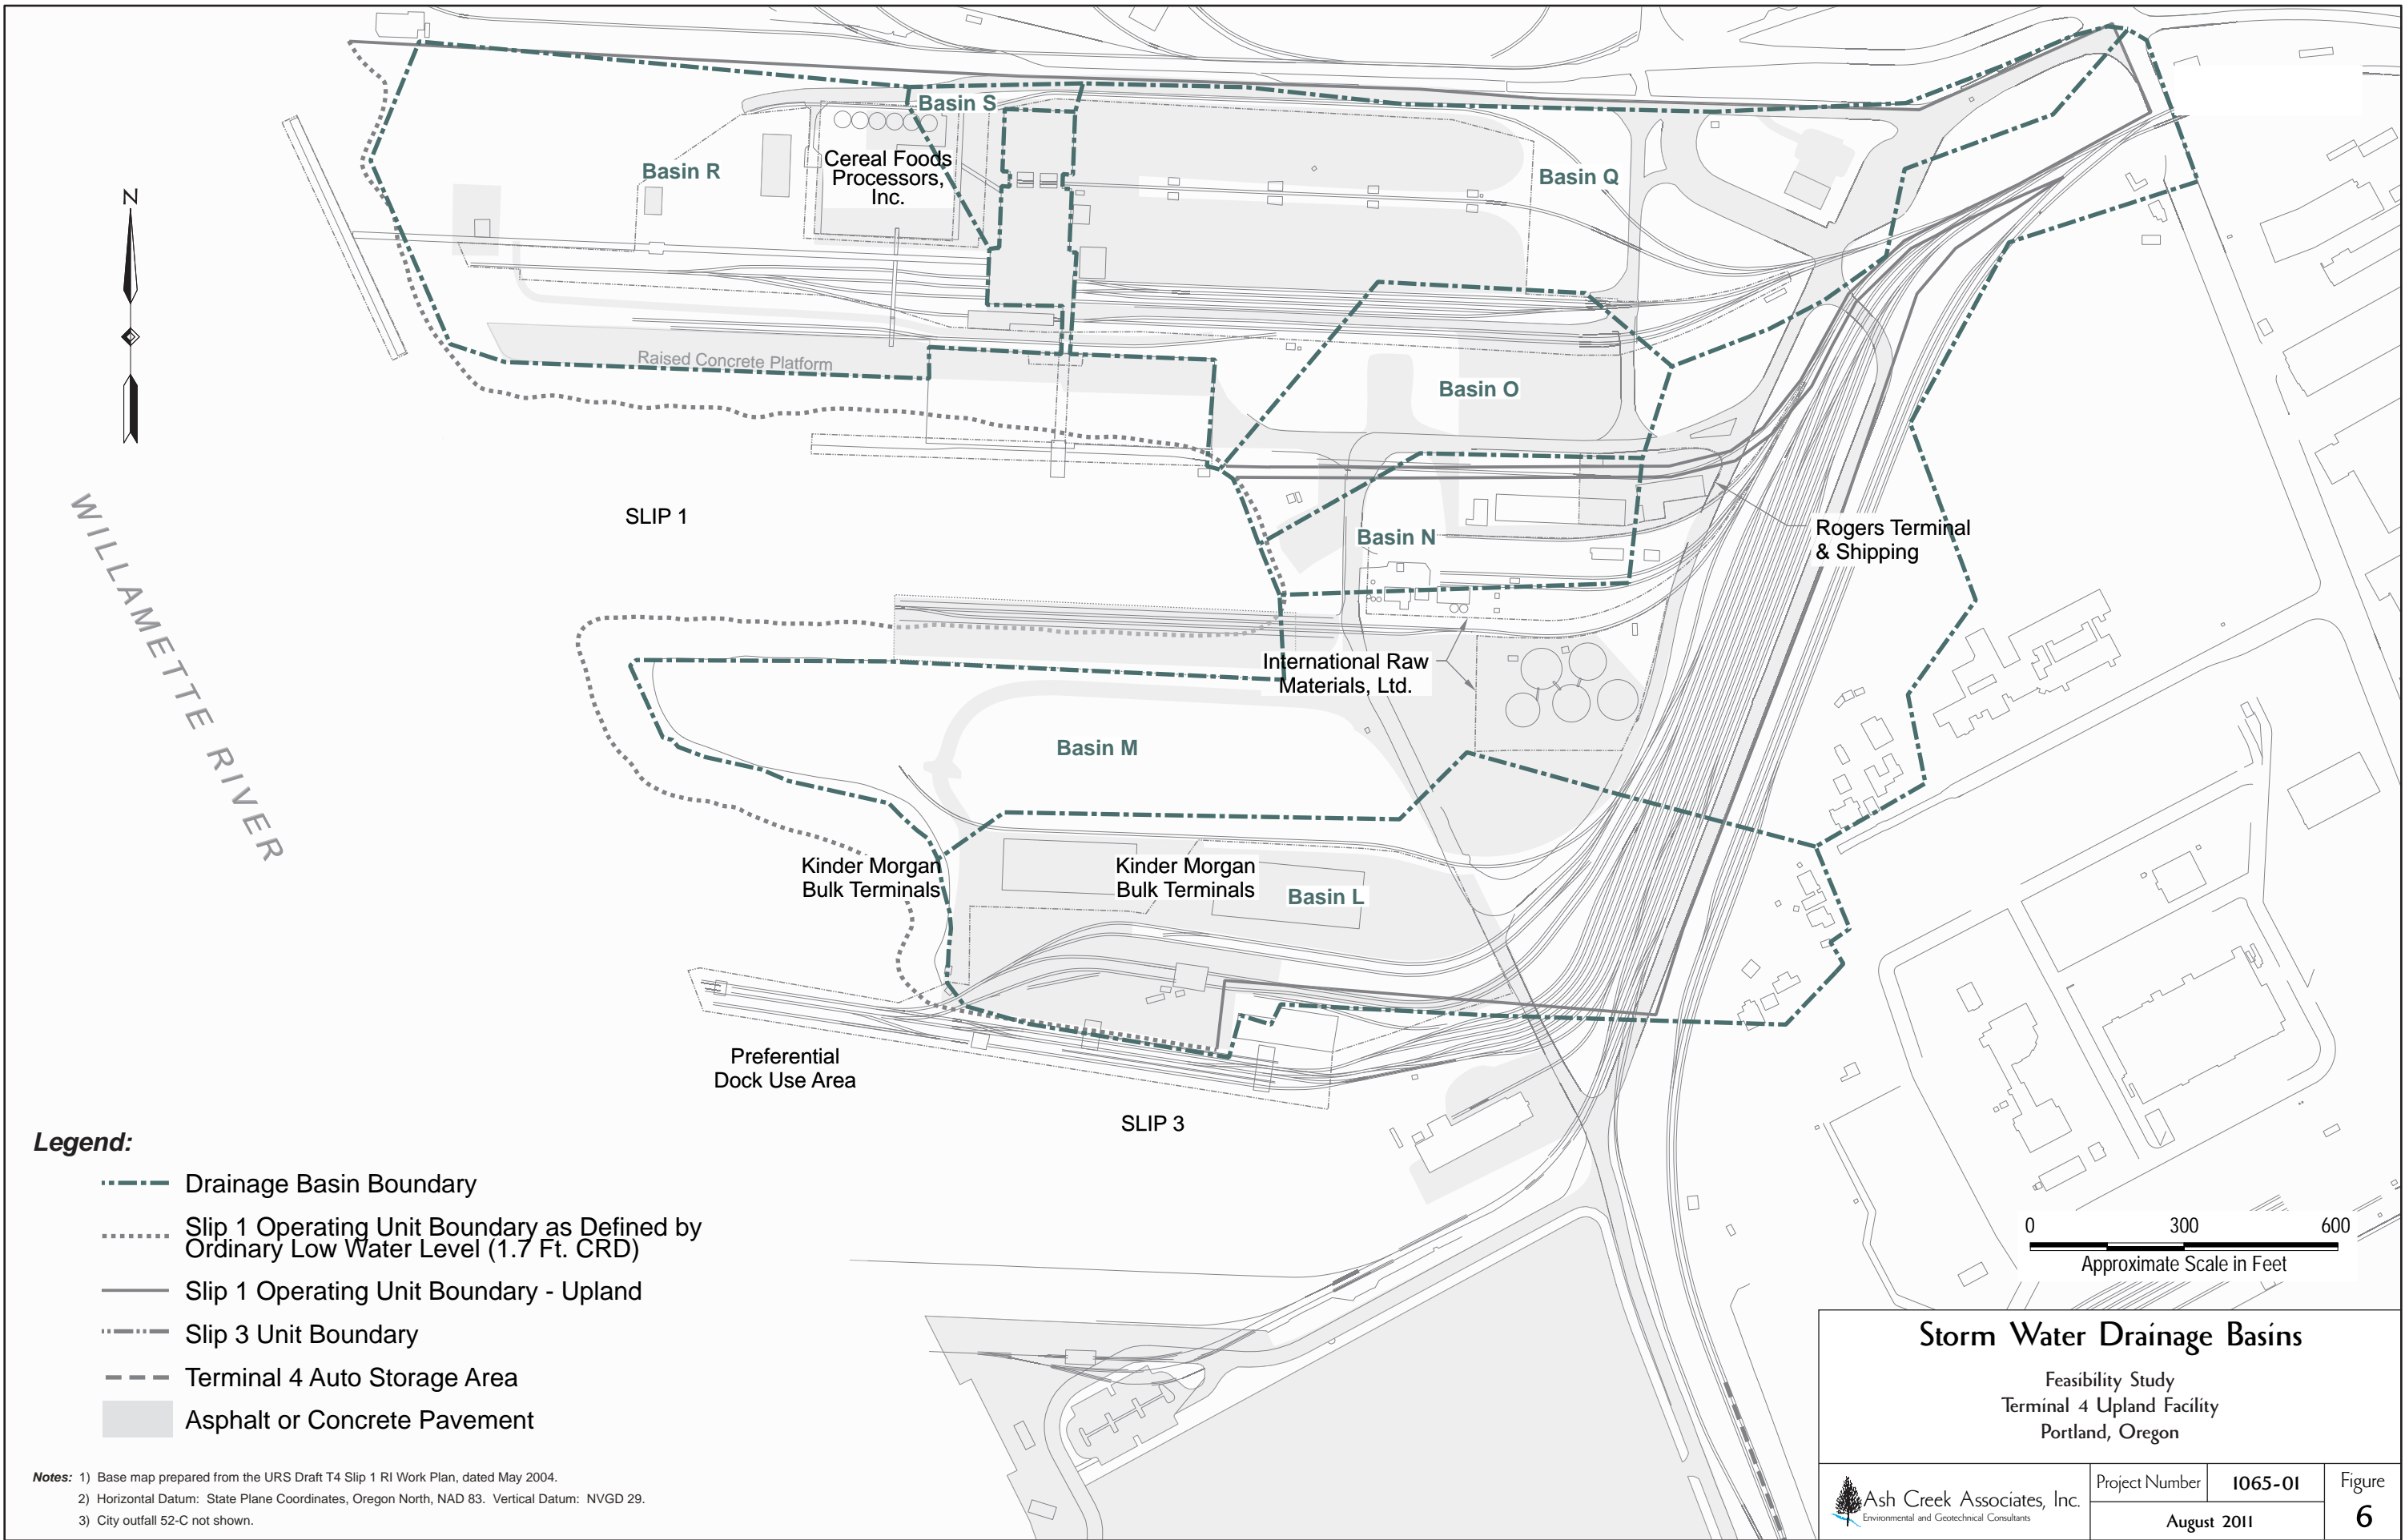 Basin S
Basin R
Cereal Foods
Processors,
Inc.
Basin Q
N
Raised Concrete Platform
Basin O
WILLAMETTE RIVER
SLIP 1
Basin N
Rogers Terminal
& Shipping
International Raw
Materials, Ltd.
Basin M
Kinder Morgan
Bulk Terminals
Kinder Morgan
Bulk Terminals
Basin L
Preferential
Dock Use Area
SLIP 3
Legend:
Drainage Basin Boundary
Slip 1 Operating Unit Boundary as Defined by
Ordinary Low Water Level (1.7 Ft. CRD)
Slip 1 Operating Unit Boundary - Upland
Slip 3 Unit Boundary
Terminal 4 Auto Storage Area
Asphalt or Concrete Pavement
Notes: 1) Base map prepared from the URS Draft T4 Slip 1 RI Work Plan, dated May 2004.
2) Horizontal Datum: State Plane Coordinates, Oregon North, NAD 83. Vertical Datum: NVGD 29.
3) City outfall 52-C not shown.
0 300 600
Approximate Scale in Feet
Storm Water Drainage Basins
Feasibility Study
Terminal 4 Upland Facility
Portland, Oregon
Ash Creek Associates, Inc.
Environmental and Geotechnical Consultants
Project Number 1065-01
August 2011
Figure
6